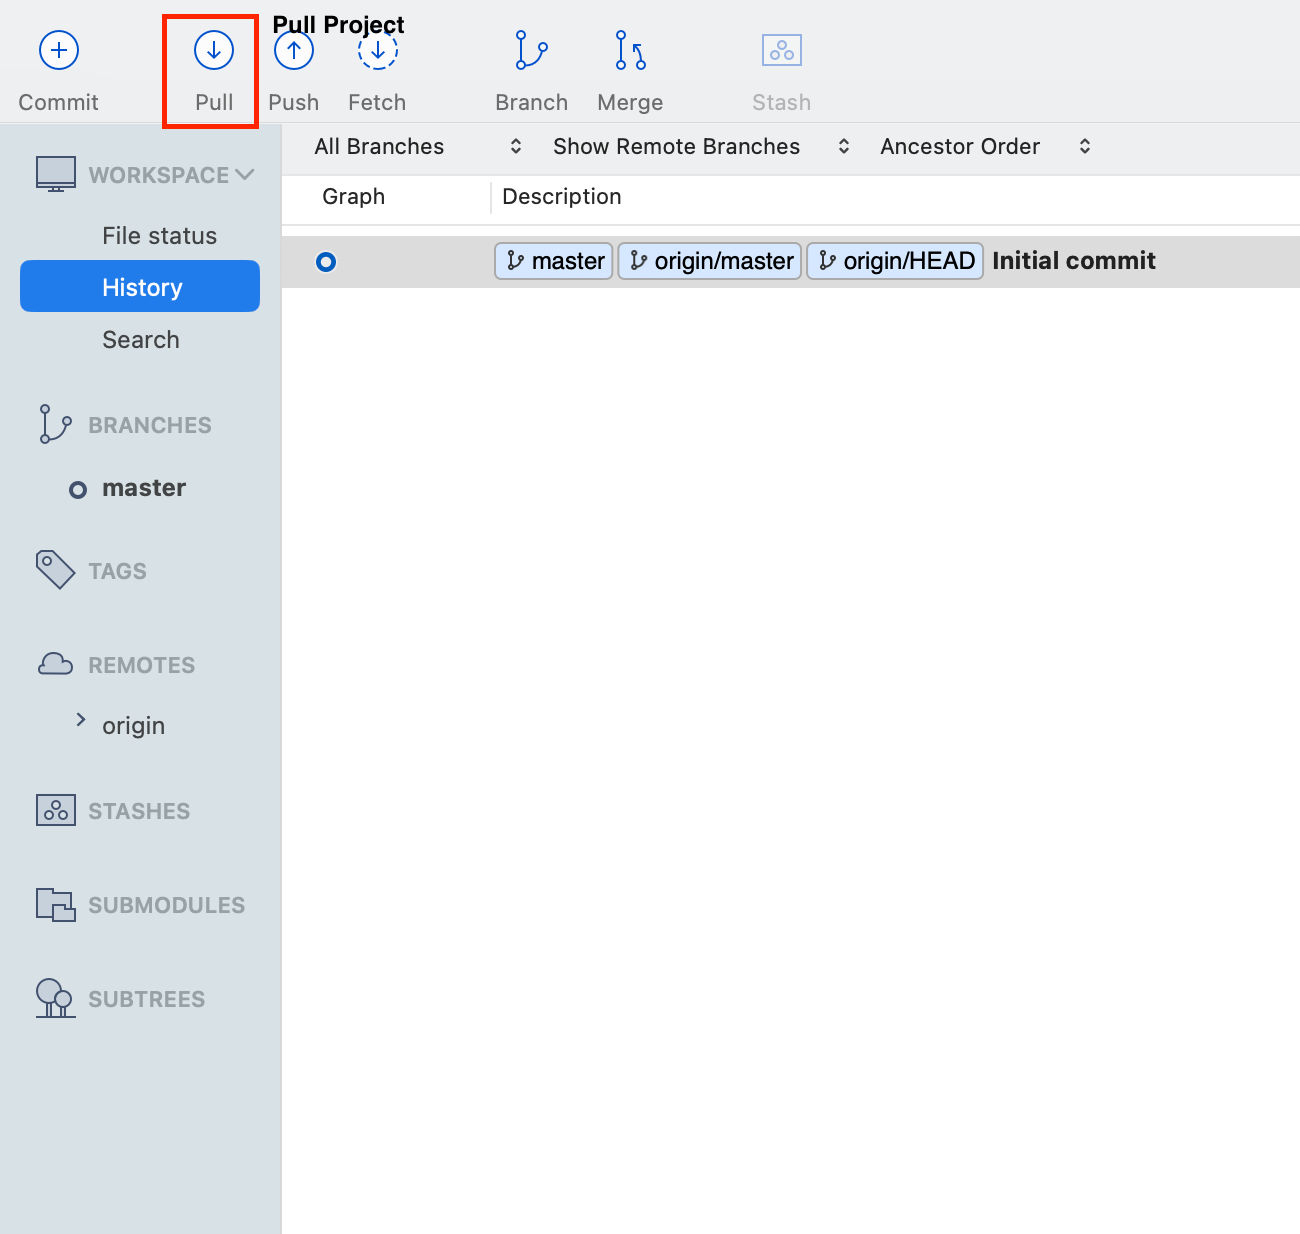 Pull Project
Commit Pull Push Fetch Branch Merge Stash
All Branches Show Remote Branches Ancestor Order
WORKSPACE
Graph Description
File status
master origin/master origin/HEAD Initial commit
History
Search
BRANCHES
master
TAGS
REMOTES
origin
STASHES
SUBMODULES
SUBTREES